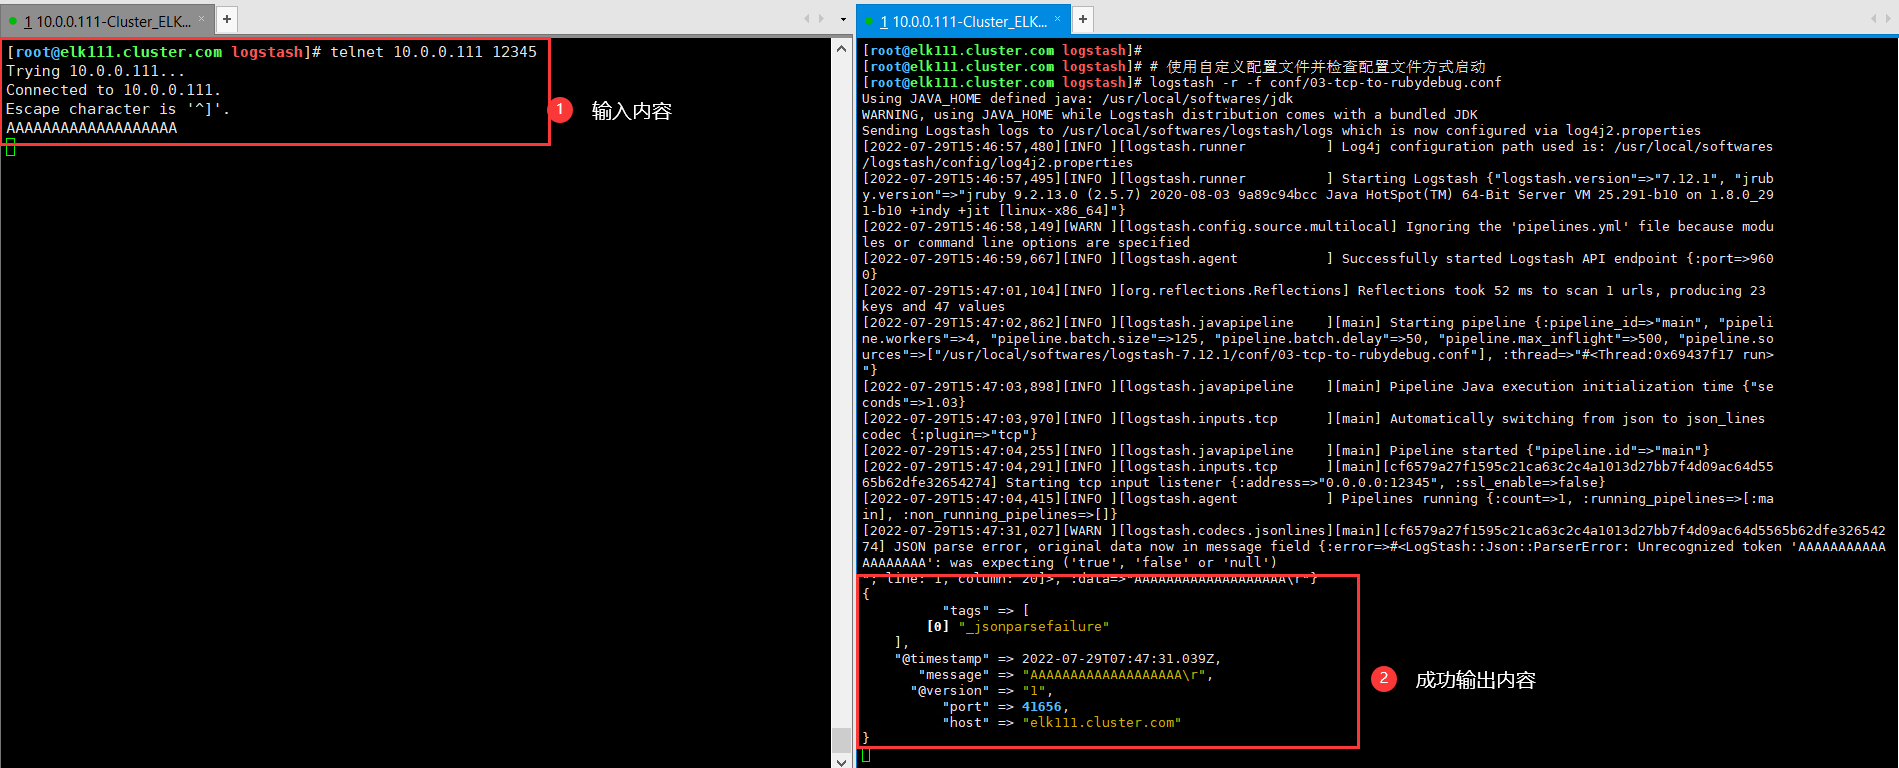 1 10.0.0.111-Cluster_ELK...
[root@elk111.cluster.com logstash]# telnet 10.0.0.111 12345
Trying 10.0.0.111...
Connected to 10.0.0.111.
Escape character is '^]'.
AAAAAAAAAAAAAAAAAAA
1 输入内容
1 10.0.0.111-Cluster_ELK...
[root@elk111.cluster.com logstash]#
[root@elk111.cluster.com logstash]# # 使用自定义配置文件并检查配置文件方式启动
[root@elk111.cluster.com logstash]# logstash -r -f conf/03-tcp-to-rubydebug.conf
Using JAVA_HOME defined java: /usr/local/softwares/jdk
WARNING, using JAVA_HOME while Logstash distribution comes with a bundled JDK
Sending Logstash logs to /usr/local/softwares/logstash/logs which is now configured via log4j2.properties
[2022-07-29T15:46:57,480][INFO ][logstash.runner          ] Log4j configuration path used is: /usr/local/softwares
/logstash/config/log4j2.properties
[2022-07-29T15:46:57,495][INFO ][logstash.runner          ] Starting Logstash {"logstash.version"=>"7.12.1", "jrub
y.version"=>"jruby 9.2.13.0 (2.5.7) 2020-08-03 9a89c94bcc Java HotSpot(TM) 64-Bit Server VM 25.291-b10 on 1.8.0_29
1-b10 +indy +jit [linux-x86_64]"}
[2022-07-29T15:46:58,149][WARN ][logstash.config.source.multilocal] Ignoring the 'pipelines.yml' file because modu
les or command line options are specified
[2022-07-29T15:46:59,667][INFO ][logstash.agent           ] Successfully started Logstash API endpoint {:port=>960
0}
[2022-07-29T15:47:01,104][INFO ][org.reflections.Reflections] Reflections took 52 ms to scan 1 urls, producing 23
keys and 47 values
[2022-07-29T15:47:02,862][INFO ][logstash.javapipeline    ][main] Starting pipeline {:pipeline_id=>"main", "pipeli
ne.workers"=>4, "pipeline.batch.size"=>125, "pipeline.batch.delay"=>50, "pipeline.max_inflight"=>500, "pipeline.so
urces"=>["/usr/local/softwares/logstash-7.12.1/conf/03-tcp-to-rubydebug.conf"], :thread=>"#<Thread:0x69437f17 run>
"}
[2022-07-29T15:47:03,898][INFO ][logstash.javapipeline    ][main] Pipeline Java execution initialization time {"se
conds"=>1.03}
[2022-07-29T15:47:03,970][INFO ][logstash.inputs.tcp      ][main] Automatically switching from json to json_lines
codec {:plugin=>"tcp"}
[2022-07-29T15:47:04,255][INFO ][logstash.javapipeline    ][main] Pipeline started {"pipeline.id"=>"main"}
[2022-07-29T15:47:04,291][INFO ][logstash.inputs.tcp      ][main][cf6579a27f1595c21ca63c2c4a1013d27bb7f4d09ac64d55
65b62dfe32654274] Starting tcp input listener {:address=>"0.0.0.0:12345", :ssl_enable=>false}
[2022-07-29T15:47:04,415][INFO ][logstash.agent           ] Pipelines running {:count=>1, :running_pipelines=>[:ma
in], :non_running_pipelines=>[]}
[2022-07-29T15:47:31,027][WARN ][logstash.codecs.jsonlines][main][cf6579a27f1595c21ca63c2c4a1013d27bb7f4d09ac64d5565b62dfe326542
74] JSON parse error, original data now in message field {:error=>#<LogStash::Json::ParserError: Unrecognized token 'AAAAAAAAAAA
AAAAAAAA': was expecting ('true', 'false' or 'null')
"; line: 1, column: 20]>, :data=>"AAAAAAAAAAAAAAAAAAA\r"}
{
"tags" => [
[0] "_jsonparsefailure"
],
"@timestamp" => 2022-07-29T07:47:31.039Z,
"message" => "AAAAAAAAAAAAAAAAAAA\r",
"@version" => "1",
"port" => 41656,
"host" => "elk111.cluster.com"
}
2 成功输出内容